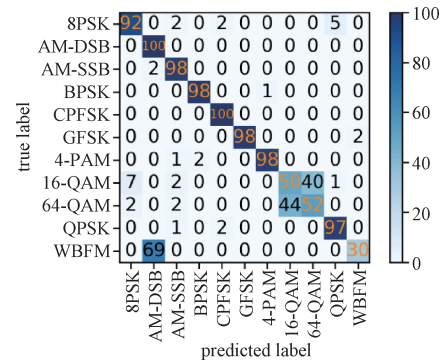 8PSK 92 0 2 0 2 0 0 0 0 5 0
AM-DSB 0 100 0 0 0 0 0 0 0 0 0
AM-SSB 0 2 98 0 0 0 0 0 0 0 0
BPSK 0 0 0 98 0 0 1 0 0 0 0
CPFSK 0 0 0 0 100 0 0 0 0 0 0
GFSK 0 0 0 0 0 98 0 0 0 0 2
4-PAM 0 0 1 2 0 0 98 0 0 0 0
16-QAM 7 0 2 0 0 0 0 50 40 1 0
64-QAM 2 0 2 0 0 0 0 44 52 0 0
QPSK 0 0 1 0 2 0 0 0 0 97 0
WBFM 0 69 0 0 0 0 0 0 0 0 30
true label
8PSK
AM-DSB
AM-SSB
BPSK
CPFSK
GFSK
4-PAM
16-QAM
64-QAM
QPSK
WBFM
predicted label
100
80
60
40
20
0